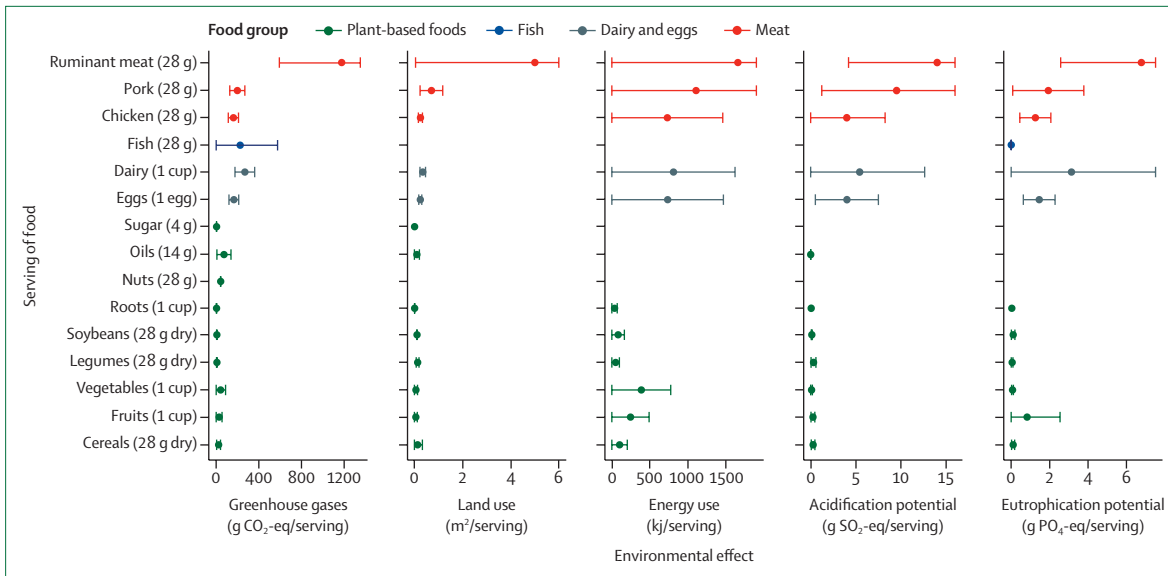 Food group Plant-based foods Fish Dairy and eggs Meat
Serving of food
Ruminant meat (28 g)
Pork (28 g)
Chicken (28 g)
Fish (28 g)
Dairy (1 cup)
Eggs (1 egg)
Sugar (4 g)
Oils (14 g)
Nuts (28 g)
Roots (1 cup)
Soybeans (28 g dry)
Legumes (28 g dry)
Vegetables (1 cup)
Fruits (1 cup)
Cereals (28 g dry)
0 400 800 1200
Greenhouse gases
(g CO₂-eq/serving)
0 2 4 6
Land use
(m²/serving)
0 500 1000 1500
Energy use
(kj/serving)
0 5 10 15
Acidification potential
(g SO₂-eq/serving)
0 2 4 6
Eutrophication potential
(g PO₄-eq/serving)
Environmental effect